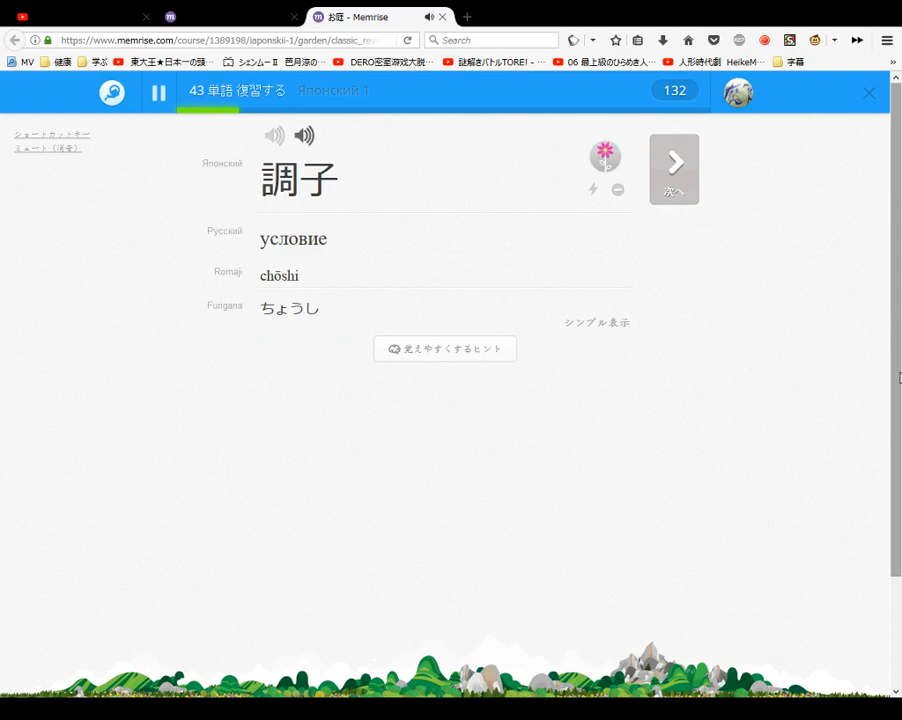 お庭 - Memrise
https://www.memrise.com/course/1389198/iaponskii-1/garden/classic_rev
Search
MV 健康 学ぶ 東大王★日本一の頭… シェンムーⅡ 芭月涼の… DERO密室游戏大脱… 謎解きバトルTORE! - … 06 最上級のひらめき人… 人形時代劇 HeikeM… 字幕
43 単語 復習する Японский 1 132
ショートカットキー
ミュート（消音）
Японский
調子
次へ
Русский
условие
Romaji
chōshi
Furigana
ちょうし
シンプル表示
覚えやすくするヒント